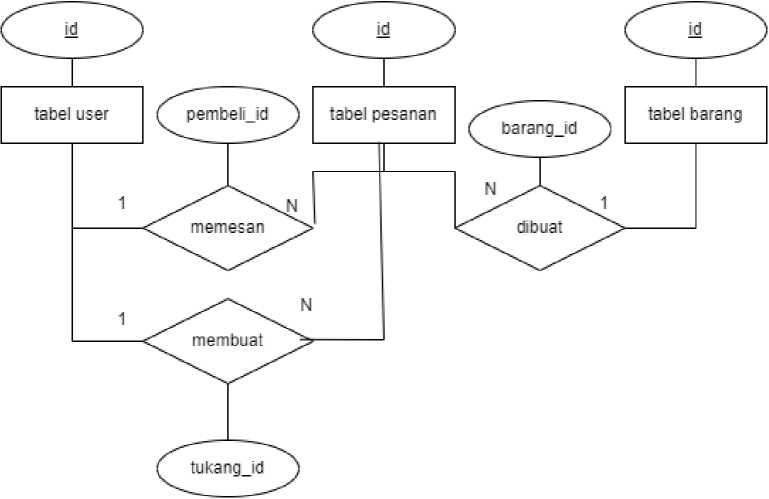 id
id
id
tabel user
pembeli_id
tabel pesanan
barang_id
tabel barang
1
N
N
1
memesan
dibuat
1
N
membuat
tukang_id